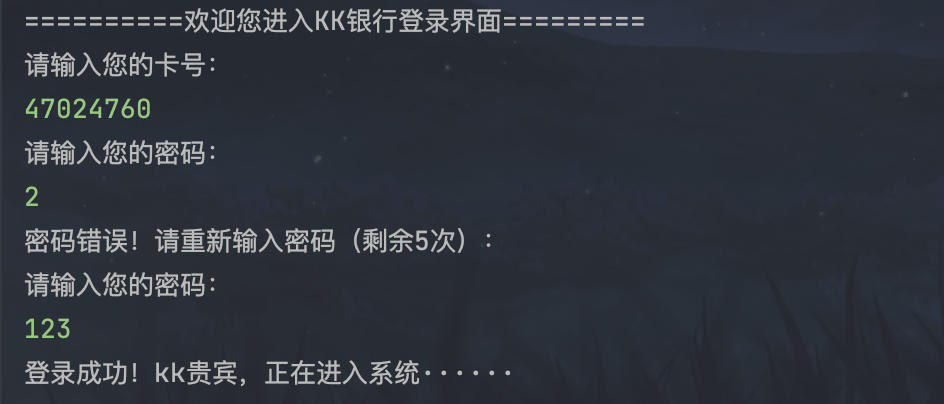 ==========欢迎您进入KK银行登录界面=========
请输入您的卡号：
47024760
请输入您的密码：
2
密码错误！请重新输入密码（剩余5次）：
请输入您的密码：
123
登录成功！kk贵宾，正在进入系统······